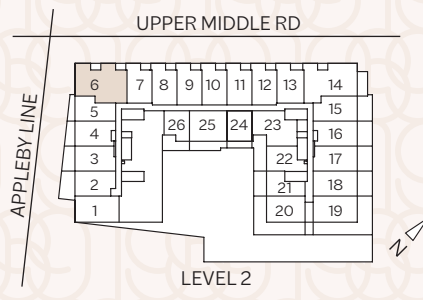 UPPER MIDDLE RD
APPLEBY LINE
6 7 8 9 10 11 12 13 14
5 15
4 26 25 24 23 16
3 22 17
2 21 18
1 20 19
N
LEVEL 2